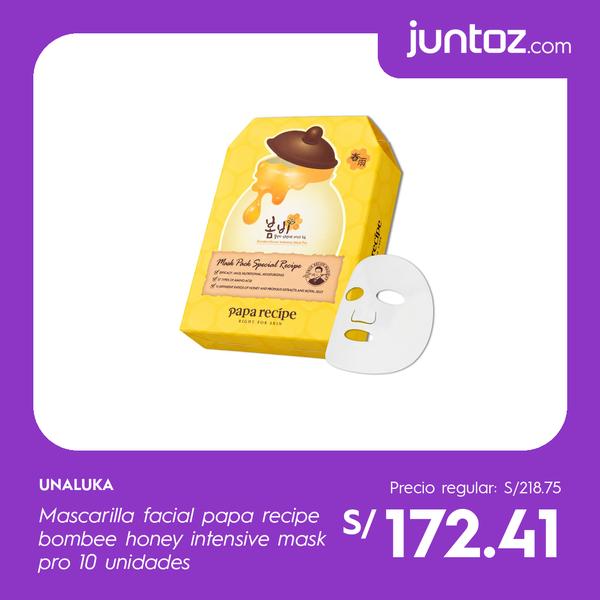 juntoz.com
봄비
Mask Pack Special Recipe
papa recipe
RIGHT FOR SKIN
recipe
UNALUKA
Mascarilla facial papa recipe
bombee honey intensive mask
pro 10 unidades
Precio regular: S/218.75
S/172.41